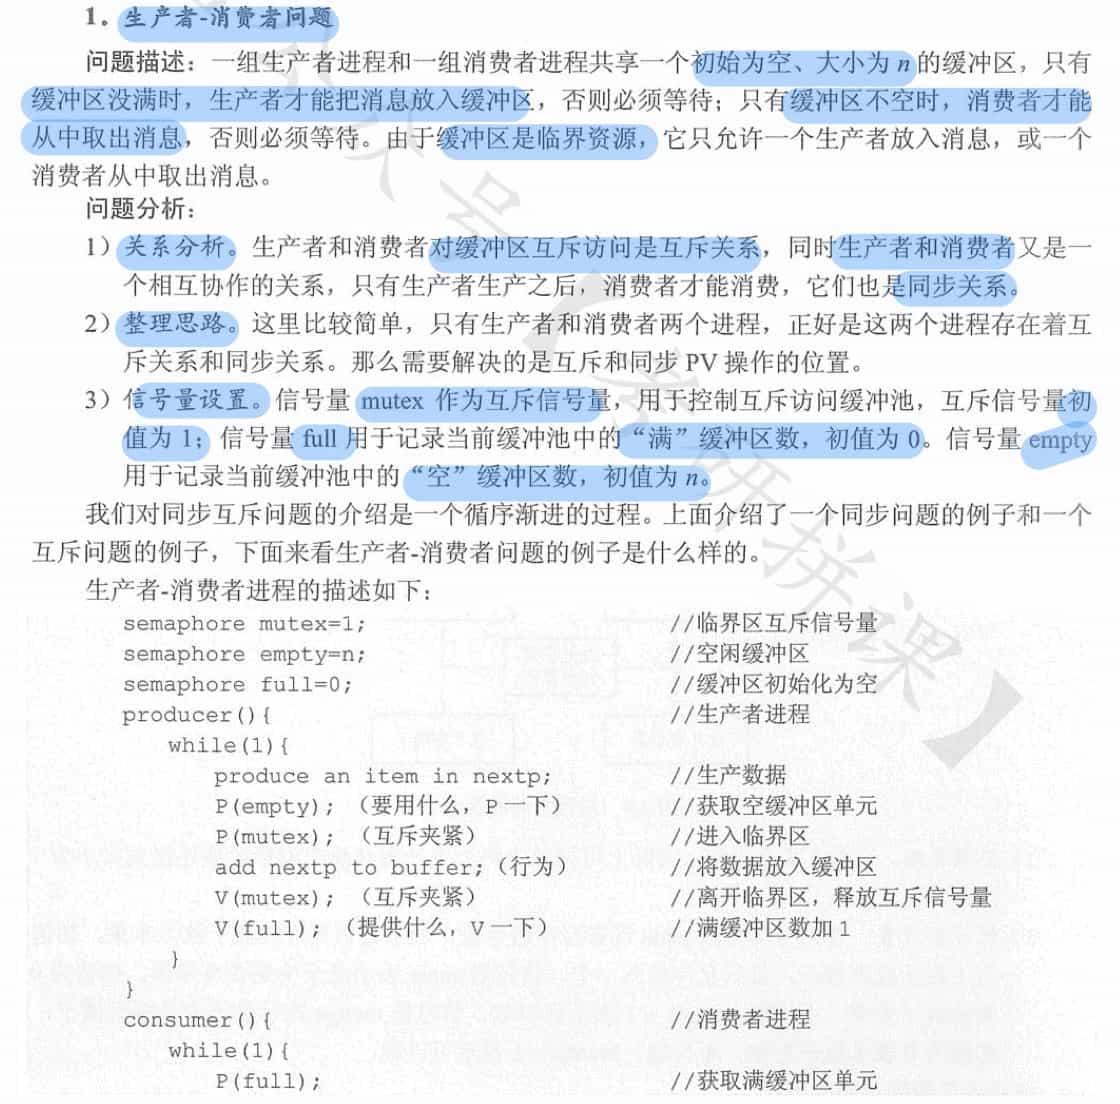 1. 生产者-消费者问题
问题描述：一组生产者进程和一组消费者进程共享一个初始为空、大小为 n 的缓冲区，只有
缓冲区没满时，生产者才能把消息放入缓冲区，否则必须等待；只有缓冲区不空时，消费者才能
从中取出消息，否则必须等待。由于缓冲区是临界资源，它只允许一个生产者放入消息，或一个
消费者从中取出消息。
问题分析：
1）关系分析。生产者和消费者对缓冲区互斥访问是互斥关系，同时生产者和消费者又是一
个相互协作的关系，只有生产者生产之后，消费者才能消费，它们也是同步关系。
2）整理思路。这里比较简单，只有生产者和消费者两个进程，正好是这两个进程存在着互
斥关系和同步关系。那么需要解决的是互斥和同步 PV 操作的位置。
3）信号量设置。信号量 mutex 作为互斥信号量，用于控制互斥访问缓冲池，互斥信号量初
值为 1；信号量 full 用于记录当前缓冲池中的“满”缓冲区数，初值为 0。信号量 empty
用于记录当前缓冲池中的“空”缓冲区数，初值为 n。
我们对同步互斥问题的介绍是一个循序渐进的过程。上面介绍了一个同步问题的例子和一个
互斥问题的例子，下面来看生产者-消费者问题的例子是什么样的。
生产者-消费者进程的描述如下：
semaphore mutex=1; //临界区互斥信号量
semaphore empty=n; //空闲缓冲区
semaphore full=0; //缓冲区初始化为空
producer(){ //生产者进程
while(1){
produce an item in nextp; //生产数据
P(empty);（要用什么，P 一下） //获取空缓冲区单元
P(mutex);（互斥夹紧） //进入临界区
add nextp to buffer;（行为） //将数据放入缓冲区
V(mutex);（互斥夹紧） //离开临界区，释放互斥信号量
V(full);（提供什么，V 一下） //满缓冲区数加 1
}
}
consumer(){ //消费者进程
while(1){
P(full); //获取满缓冲区单元
公众号【考研拼课】